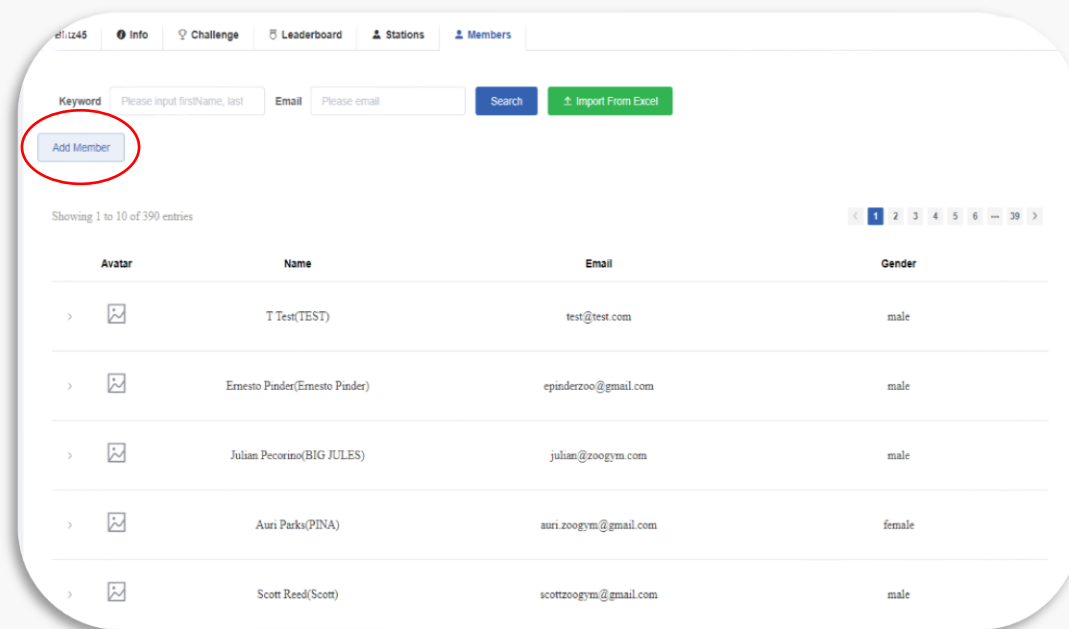 Blitz45 Info Challenge Leaderboard Stations Members
Keyword Please input firstName, last Email Please email Search Import From Excel
Add Member
Showing 1 to 10 of 390 entries < 1 2 3 4 5 6 ••• 39 >
Avatar Name Email Gender
> T Test(TEST) test@test.com male
> Ernesto Pinder(Ernesto Pinder) epinderzoo@gmail.com male
> Julian Pecorino(BIG JULES) julian@zoogym.com male
> Auri Parks(PINA) auri.zoogym@gmail.com female
> Scott Reed(Scott) scottzoogym@gmail.com male